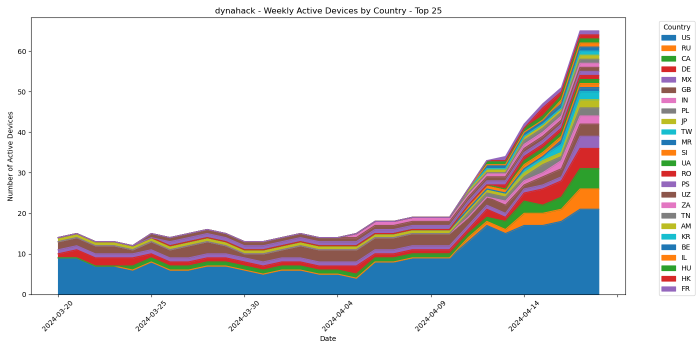 dynahack - Weekly Active Devices by Country - Top 25
Number of Active Devices
60
50
40
30
20
10
0
2024-03-20
2024-03-25
2024-03-30
2024-04-04
2024-04-09
2024-04-14
Date
Country
US
RU
CA
DE
MX
GB
IN
PL
JP
TW
MR
SI
UA
RO
PS
UZ
ZA
TN
AM
KR
BE
IL
HU
HK
FR